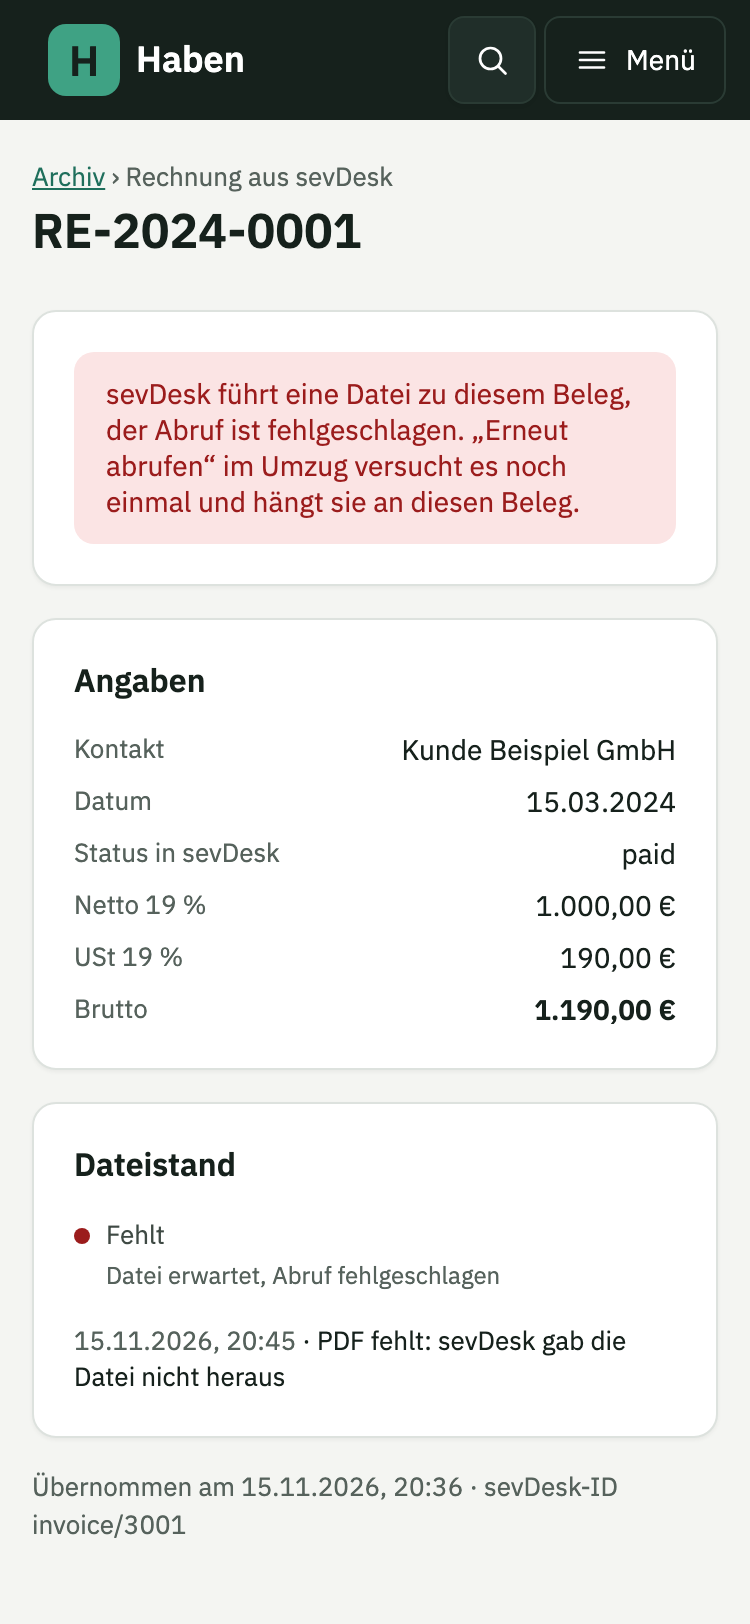 H Haben
Menü
Archiv › Rechnung aus sevDesk
RE-2024-0001
sevDesk führt eine Datei zu diesem Beleg,
der Abruf ist fehlgeschlagen. „Erneut
abrufen“ im Umzug versucht es noch
einmal und hängt sie an diesen Beleg.
Angaben
Kontakt Kunde Beispiel GmbH
Datum 15.03.2024
Status in sevDesk paid
Netto 19 % 1.000,00 €
USt 19 % 190,00 €
Brutto 1.190,00 €
Dateistand
Fehlt
Datei erwartet, Abruf fehlgeschlagen
15.11.2026, 20:45 · PDF fehlt: sevDesk gab die
Datei nicht heraus
Übernommen am 15.11.2026, 20:36 · sevDesk-ID
invoice/3001